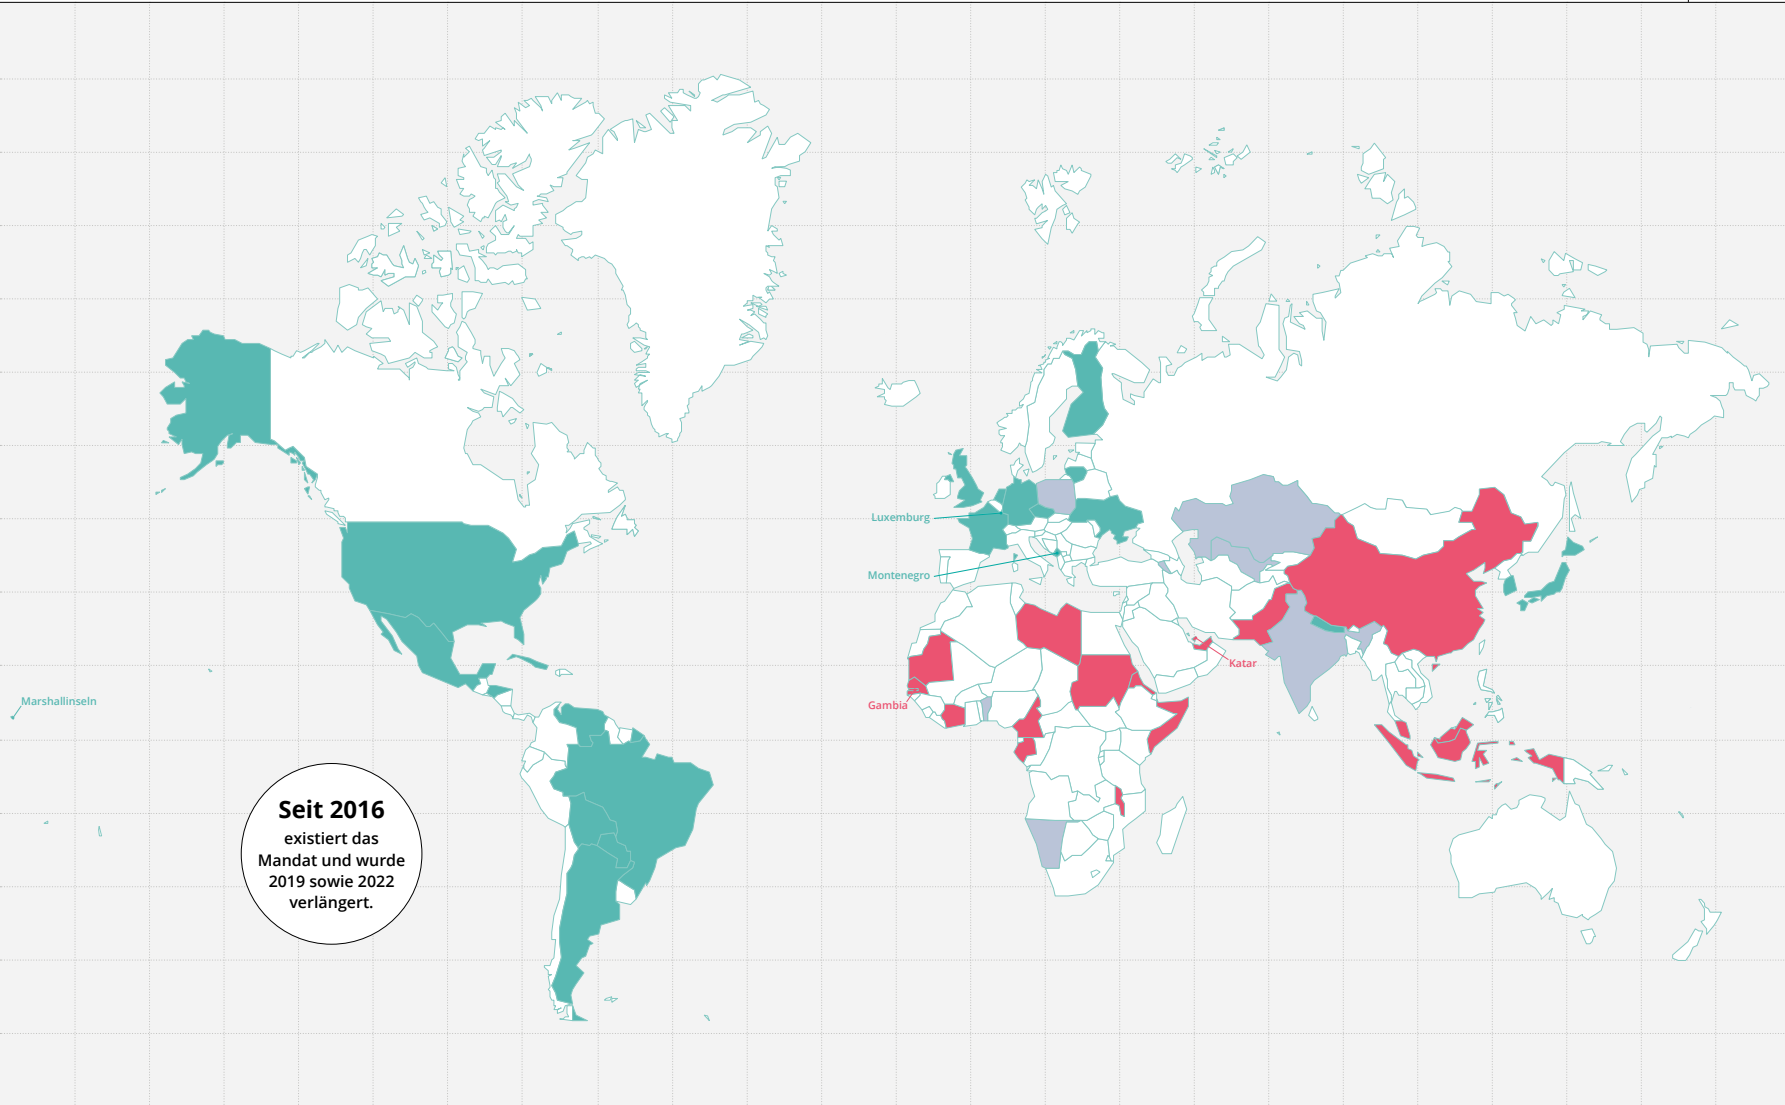 Luxemburg
Montenegro
Katar
Gambia
Marshallinseln
Seit 2016
existiert das
Mandat und wurde
2019 sowie 2022
verlängert.